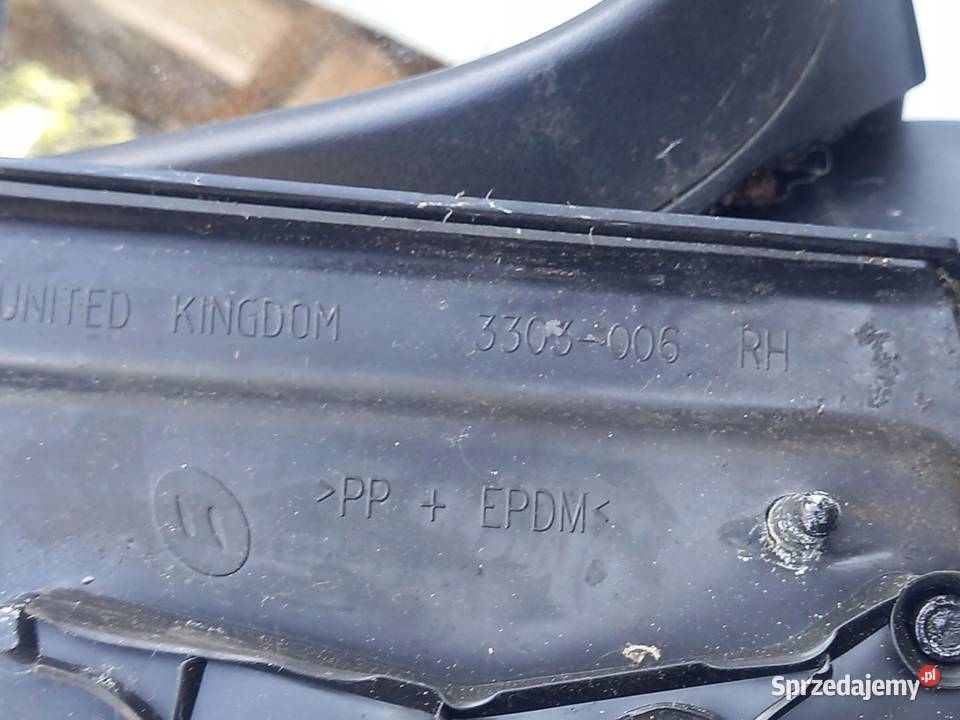 UNITED KINGDOM 3303-006 RH
>PP + EPDM<
Sprzedajemy.pl